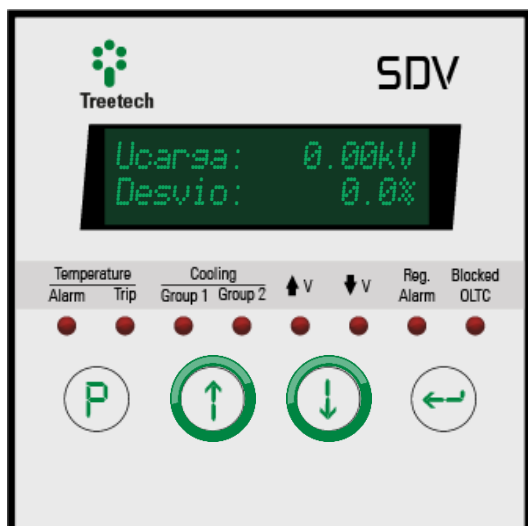 Treetech
SDV
Ucarga: 0.00kV
Desvio: 0.0%
Temperature Cooling
Alarm Trip Group 1 Group 2 V V Reg. Alarm Blocked OLTC
P